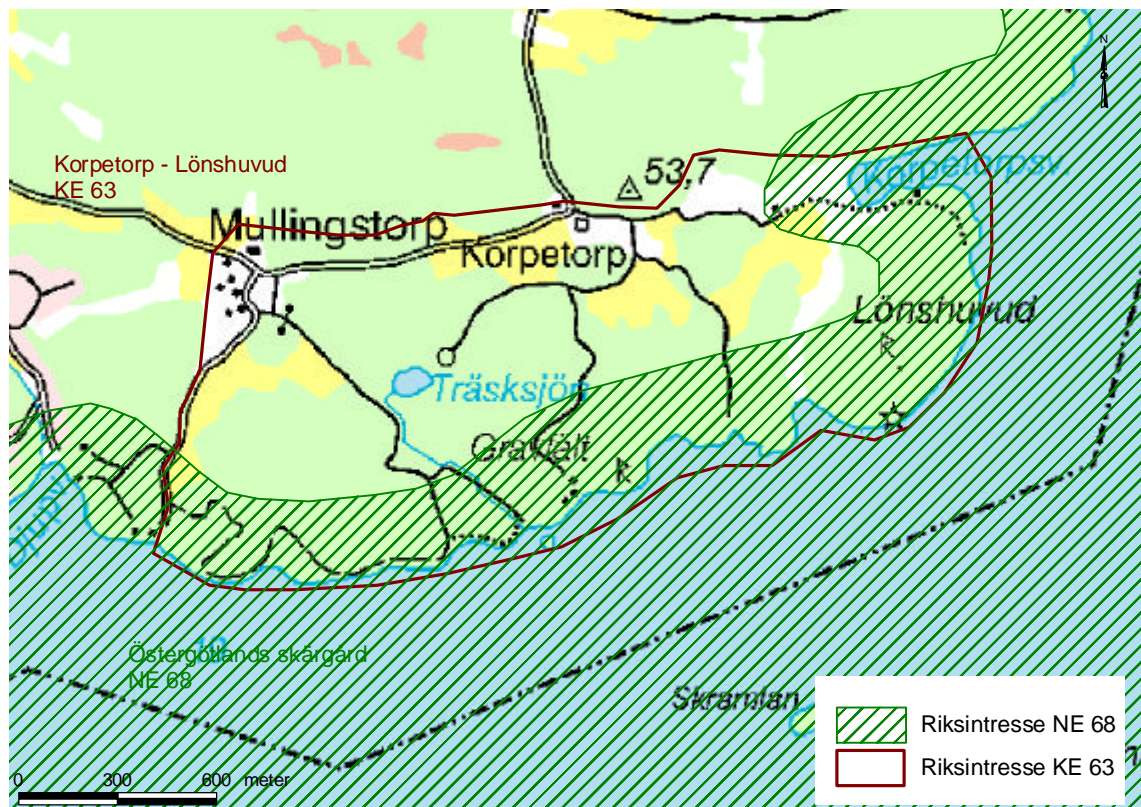 N
Korpetorp - Lönshuvud
KE 63
53,7
Korpetorpsv.
Mullingstorp
Korpetorp
Lönshuvud
Träsksjön
Gravfält
Östergötlands skärgård
NE 68
Skramlan
Riksintresse NE 68
Riksintresse KE 63
0 300 600 meter